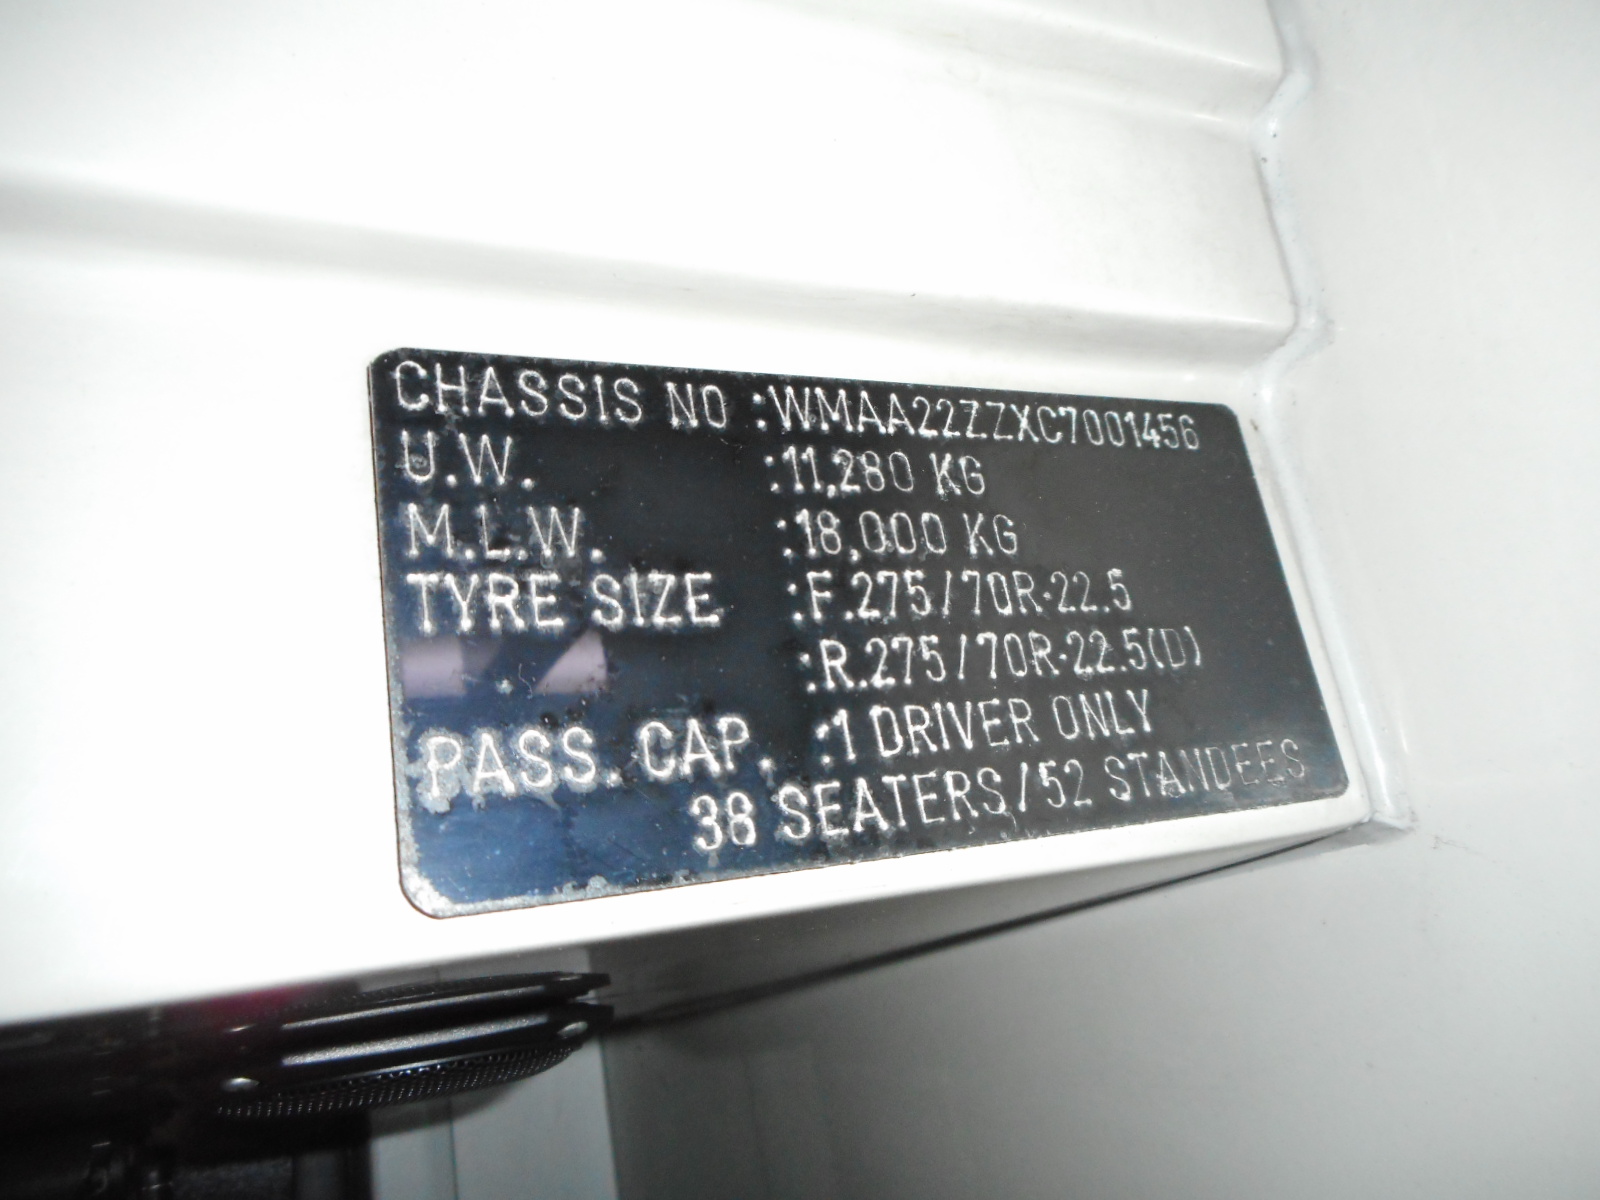 CHASSIS NO :WMAA22ZZXC7001456
U.W. :11,280 KG
M.L.W. :18,000 KG
TYRE SIZE :F.275/70R·22.5
:R.275/70R·22.5(D)
PASS. CAP. :1 DRIVER ONLY
38 SEATERS/52 STANDEES